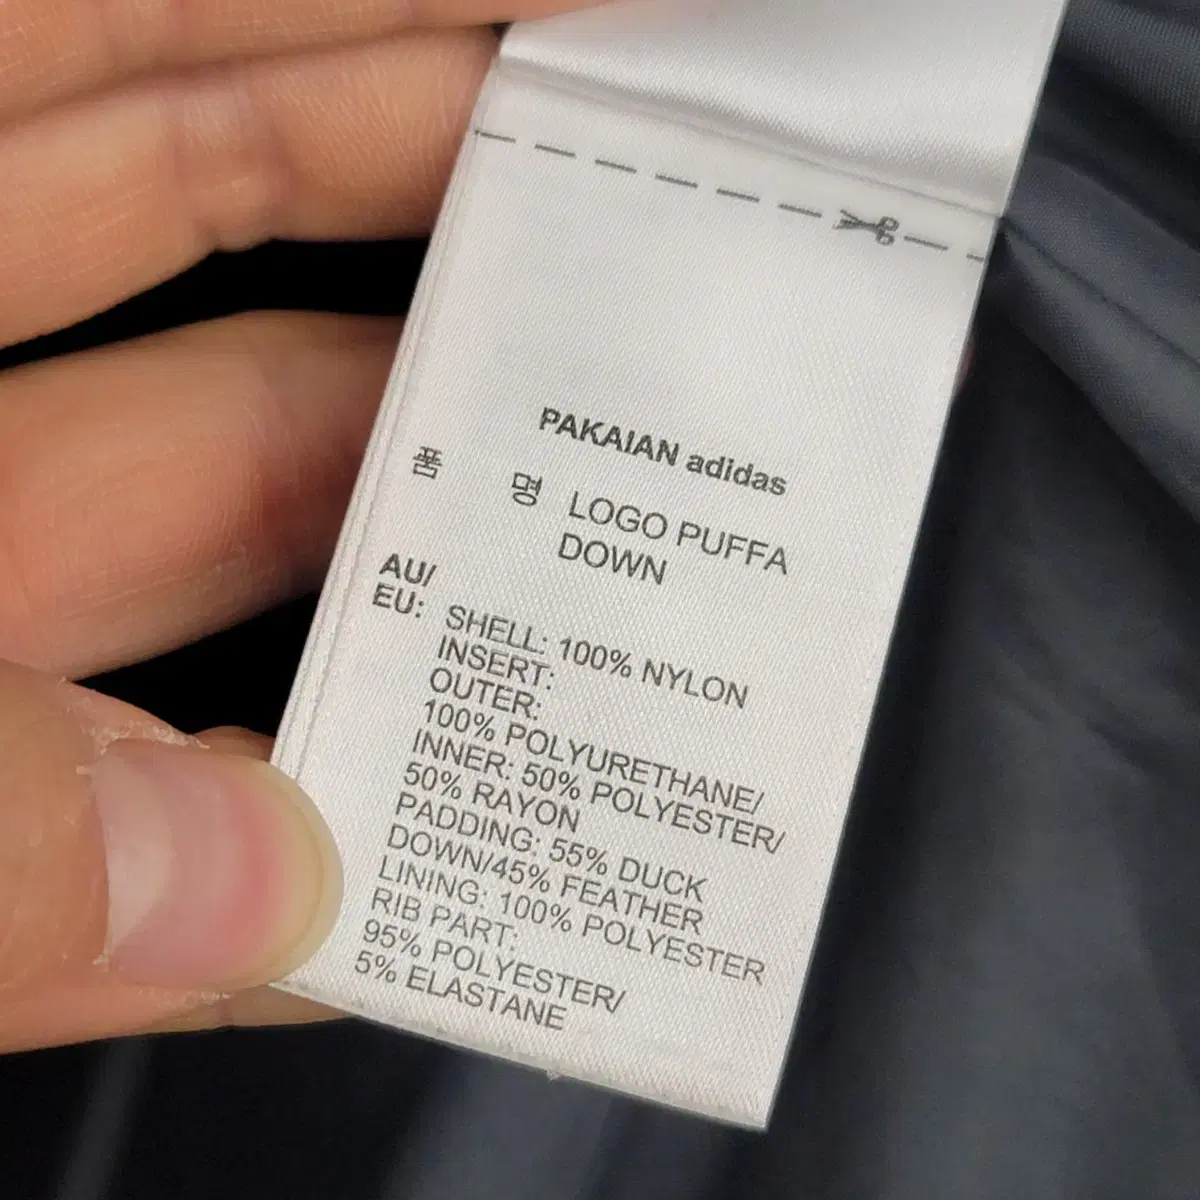 PAKAIAN adidas
품 명 LOGO PUFFA
DOWN
AU/
EU: SHELL: 100% NYLON
INSERT:
OUTER:
100% POLYURETHANE/
INNER: 50% POLYESTER/
50% RAYON
PADDING: 55% DUCK
DOWN/45% FEATHER
LINING: 100% POLYESTER
RIB PART:
95% POLYESTER/
5% ELASTANE